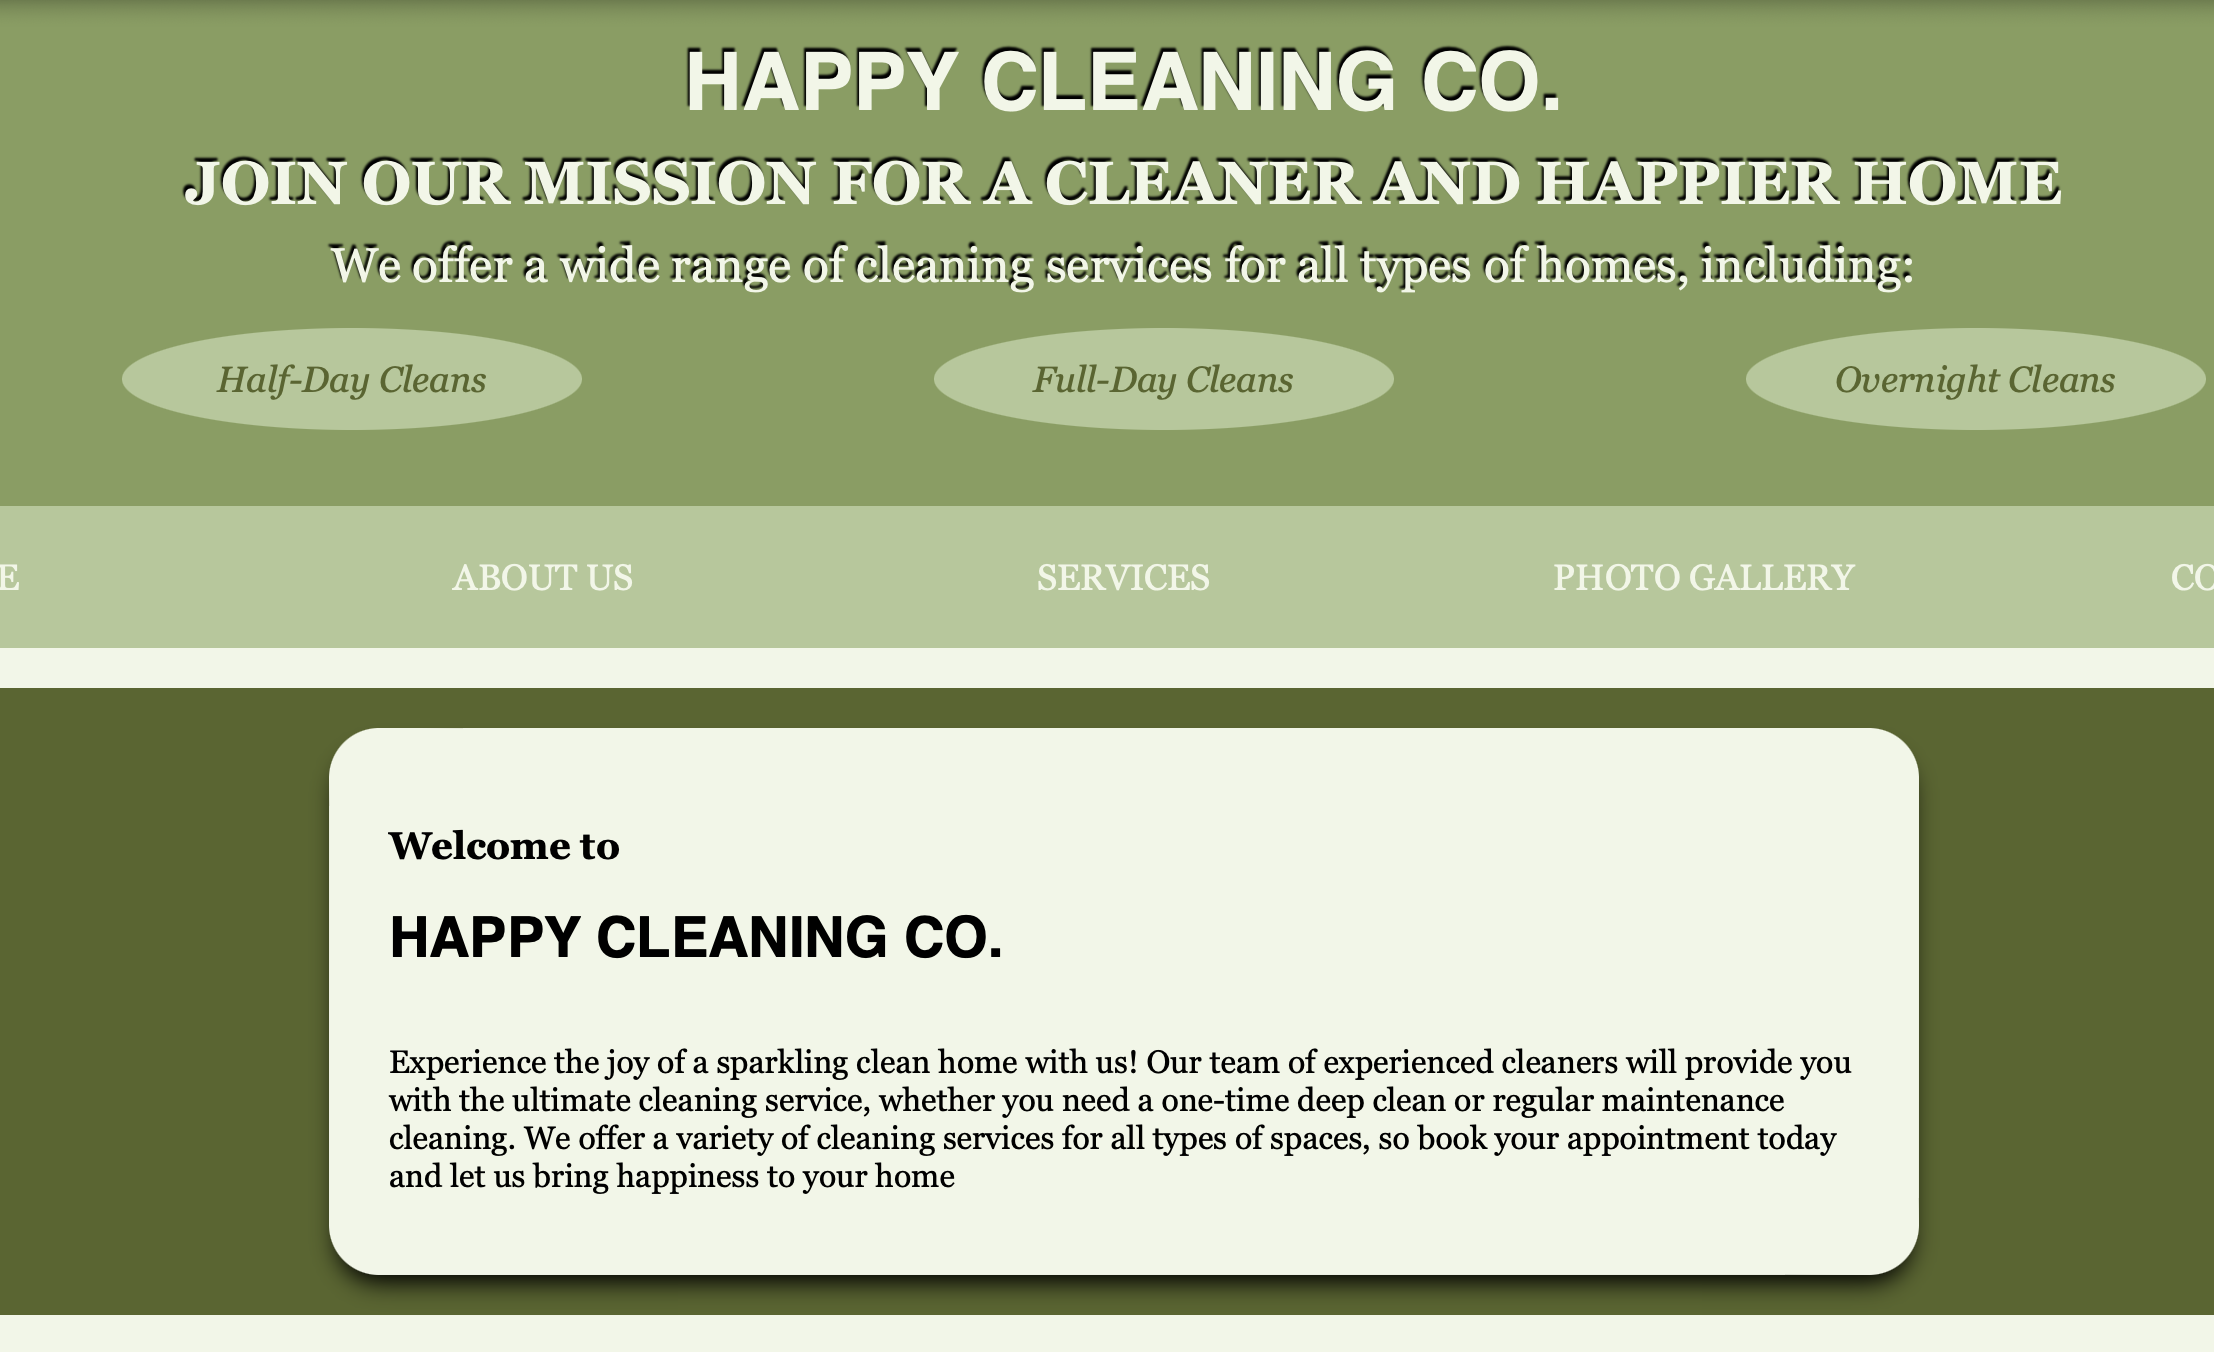 HAPPY CLEANING CO.
JOIN OUR MISSION FOR A CLEANER AND HAPPIER HOME
We offer a wide range of cleaning services for all types of homes, including:
Half-Day Cleans Full-Day Cleans Overnight Cleans
E ABOUT US SERVICES PHOTO GALLERY CO
Welcome to
HAPPY CLEANING CO.
Experience the joy of a sparkling clean home with us! Our team of experienced cleaners will provide you
with the ultimate cleaning service, whether you need a one-time deep clean or regular maintenance
cleaning. We offer a variety of cleaning services for all types of spaces, so book your appointment today
and let us bring happiness to your home